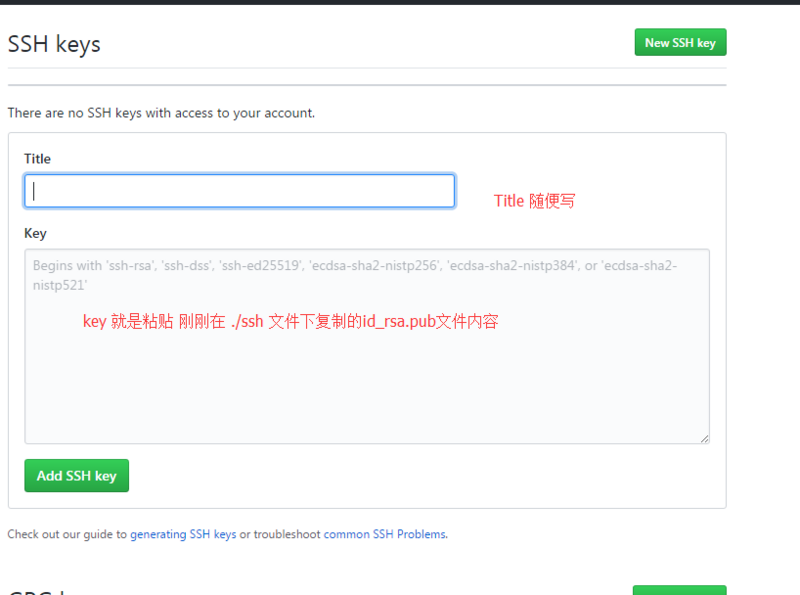 SSH keys
New SSH key
There are no SSH keys with access to your account.
Title
Title 随便写
Key
Begins with 'ssh-rsa', 'ssh-dss', 'ssh-ed25519', 'ecdsa-sha2-nistp256', 'ecdsa-sha2-nistp384', or 'ecdsa-sha2-
nistp521'
key 就是粘贴 刚刚在 ./ssh 文件下复制的id_rsa.pub文件内容
Add SSH key
Check out our guide to generating SSH keys or troubleshoot common SSH Problems.